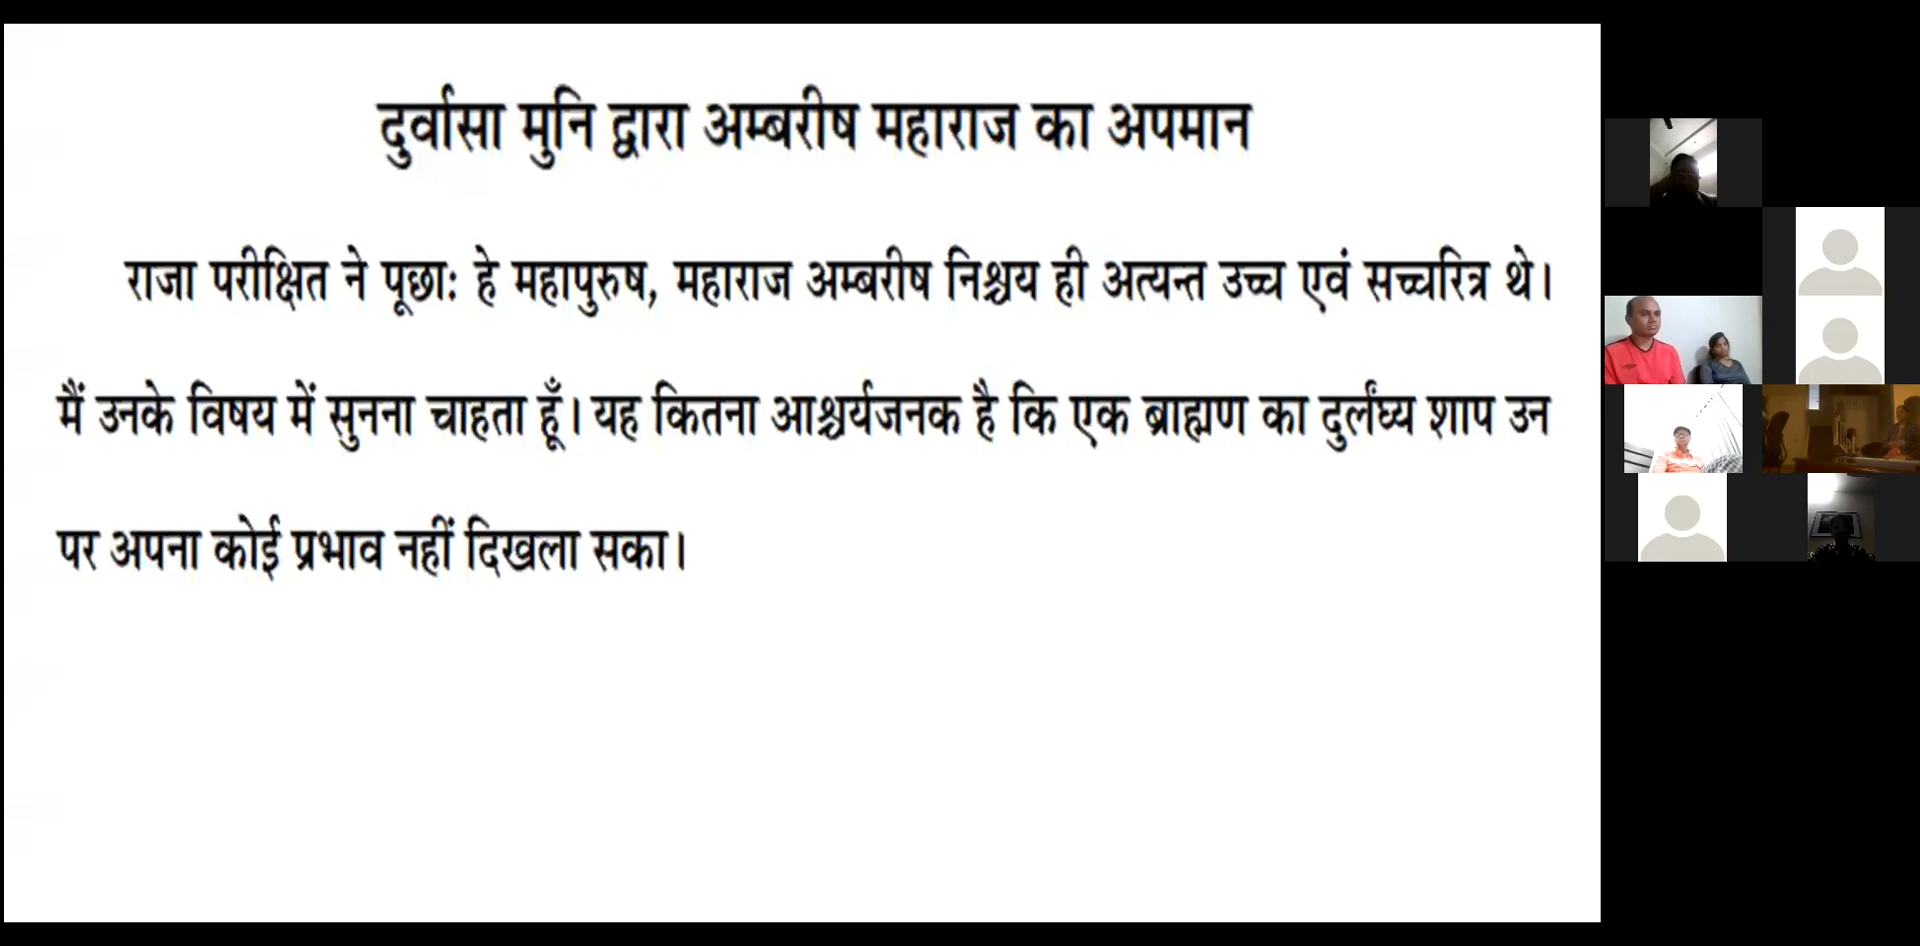 दुर्वासा मुनि द्वारा अम्बरीष महाराज का अपमान
राजा परीक्षित ने पूछा: हे महापुरुष, महाराज अम्बरीष निश्चय ही अत्यन्त उच्च एवं सच्चरित्र थे।
मैं उनके विषय में सुनना चाहता हूँ। यह कितना आश्चर्यजनक है कि एक ब्राह्मण का दुर्लंघ्य शाप उन
पर अपना कोई प्रभाव नहीं दिखला सका।